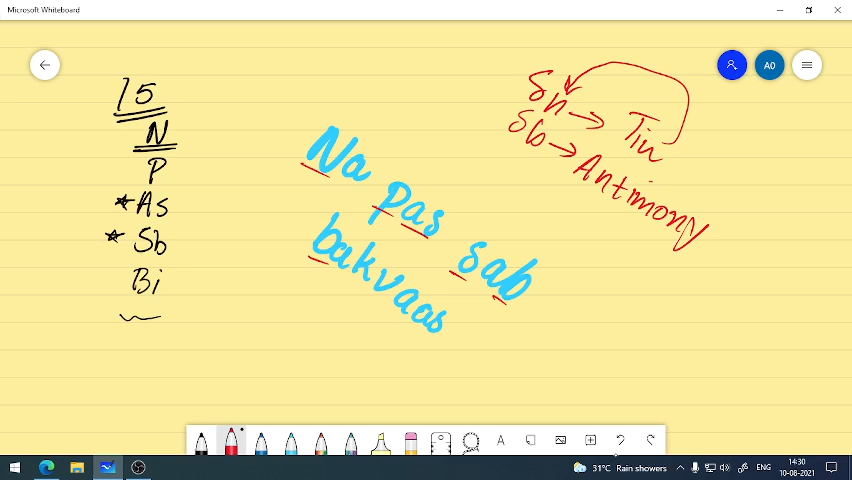 Microsoft Whiteboard
A0
15
N
P
*As
*Sb
Bi
Na pas sab
bakvaas
Sn → Tin
Sb → Antimony
A
31°C Rain showers
ENG
14:30
10-08-2021